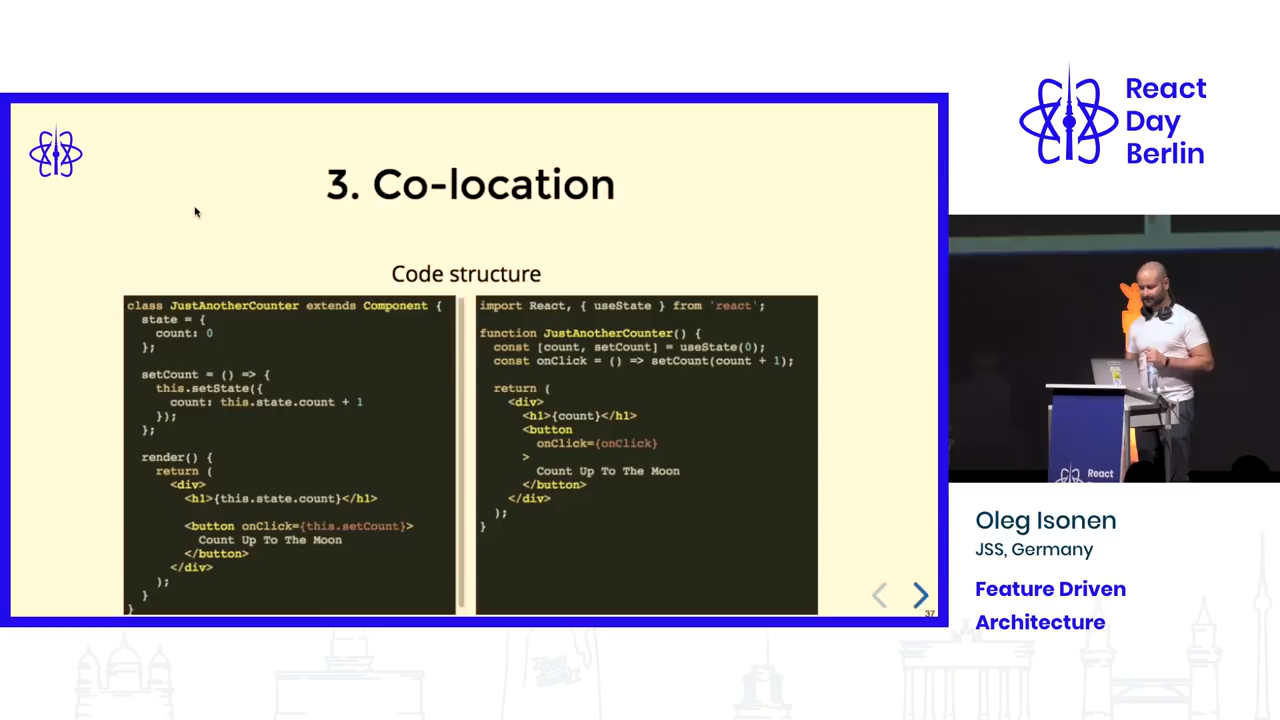 3. Co-location
Code structure
class JustAnotherCounter extends Component {
  state = {
    count: 0
  };
  setCount = () => {
    this.setState({
      count: this.state.count + 1
    });
  };
  render() {
    return (
      <div>
        <h1>{this.state.count}</h1>
        <button onClick={this.setCount}>
          Count Up To The Moon
        </button>
      </div>
    );
  }
}
import React, { useState } from 'react';
function JustAnotherCounter() {
  const [count, setCount] = useState(0);
  const onClick = () => setCount(count + 1);
  return (
    <div>
      <h1>{count}</h1>
      <button
        onClick={onClick}
      >
        Count Up To The Moon
      </button>
    </div>
  );
}
37
React
Day
Berlin
React
Oleg Isonen
JSS, Germany
Feature Driven
Architecture